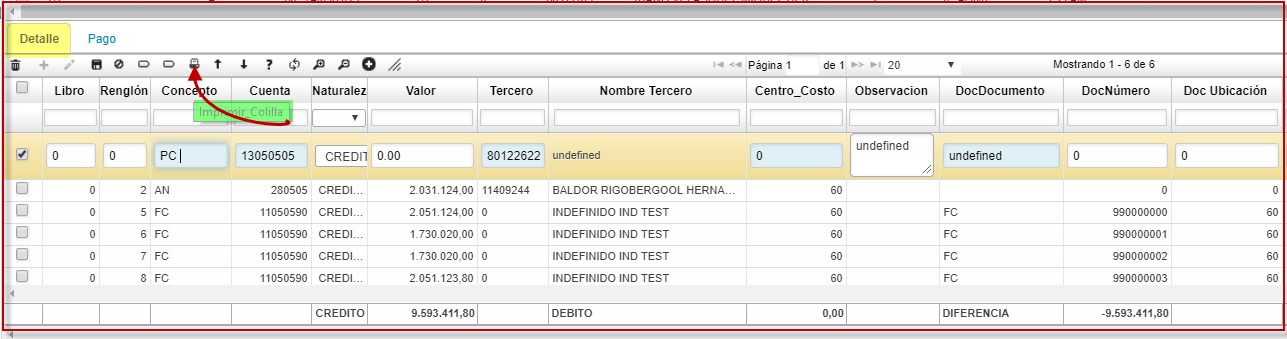 Detalle Pago
Página 1 de 1 20 Mostrando 1 - 6 de 6
Libro Renglón Concepto Cuenta Naturalez Valor Tercero Nombre Tercero Centro_Costo Observacion DocDocumento DocNúmero Doc Ubicación
Imprimir Colilla
0 0 PC 13050505 CREDIT 0.00 80122622 undefined 0 undefined undefined 0 0
0 2 AN 280505 CREDI... 2.031.124,00 11409244 BALDOR RIGOBERGOOL HERNA... 60 0 0
0 5 FC 11050590 CREDI... 2.051.124,00 0 INDEFINIDO IND TEST 60 FC 990000000 60
0 6 FC 11050590 CREDI... 1.730.020,00 0 INDEFINIDO IND TEST 60 FC 990000001 60
0 7 FC 11050590 CREDI... 1.730.020,00 0 INDEFINIDO IND TEST 60 FC 990000002 60
0 8 FC 11050590 CREDI... 2.051.123,80 0 INDEFINIDO IND TEST 60 FC 990000003 60
CREDITO 9.593.411,80 DEBITO 0,00 DIFERENCIA -9.593.411,80